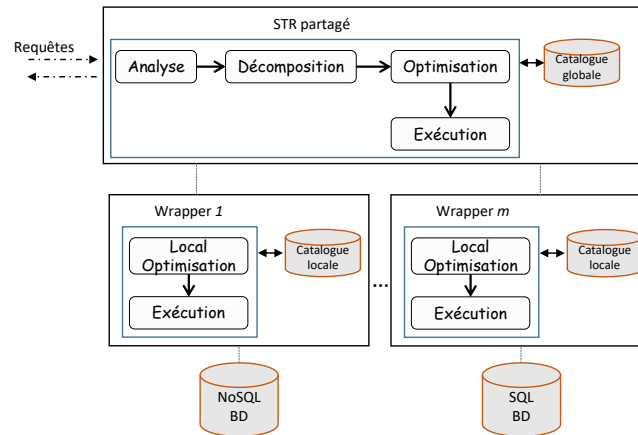 STR partagé
Requêtes
Analyse
Décomposition
Optimisation
Catalogue
globale
Exécution
Wrapper 1
Local
Optimisation
Catalogue
locale
Exécution
...
Wrapper m
Local
Optimisation
Catalogue
locale
Exécution
NoSQL
BD
SQL
BD